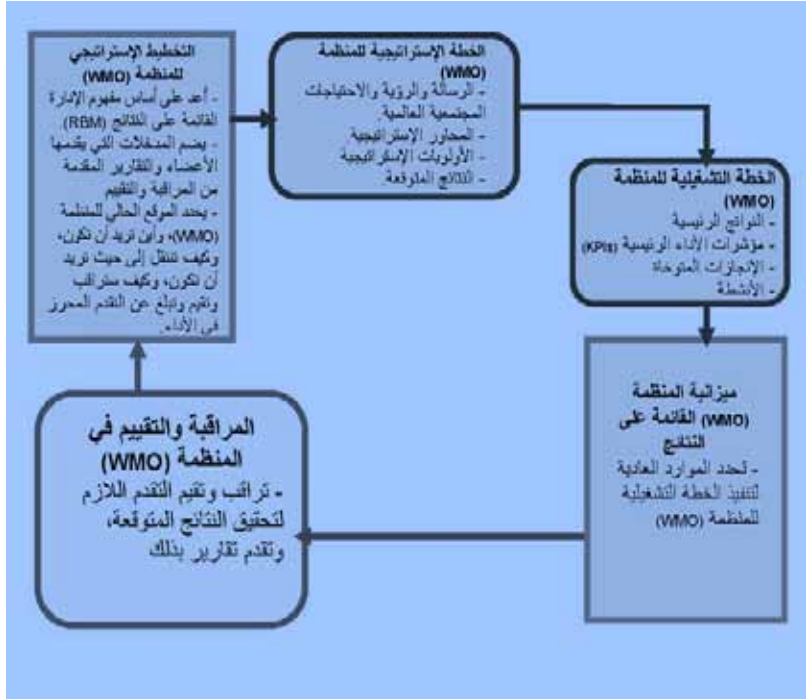 التخطيط الإستراتيجي
للمنظمة (WMO)
- أعد على أساس مفهوم الإدارة
القائمة على النتائج (RBM).
- يضم المدخلات التي يقدمها
الأعضاء والتقارير المقدمة
من المراقبة والتقييم
- يحدد الموقع الحالي للمنظمة
(WMO)، وأين تريد أن تكون،
وكيف تنتقل إلى حيث تريد
أن تكون، وكيف ستراقب
وتقيم وتبلغ عن التقدم المحرز
في الأداء.
الخطة الإستراتيجية للمنظمة
(WMO)
- الرسالة والرؤية والاحتياجات
المجتمعية العالمية.
- المحاور الإستراتيجية
- الأولويات الإستراتيجية
- النتائج المتوقعة.
الخطة التشغيلية للمنظمة
(WMO)
- النواتج الرئيسية
- مؤشرات الأداء الرئيسية (KPIs)
- الإنجازات المتوخاة
- الأنشطة
ميزانية المنظمة
(WMO) القائمة على
النتائج
- تحدد الموارد العادية
لتنفيذ الخطة التشغيلية
للمنظمة (WMO)
المراقبة والتقييم في
المنظمة (WMO)
- تراقب وتقيم التقدم اللازم
لتحقيق النتائج المتوقعة،
وتقدم تقارير بذلك